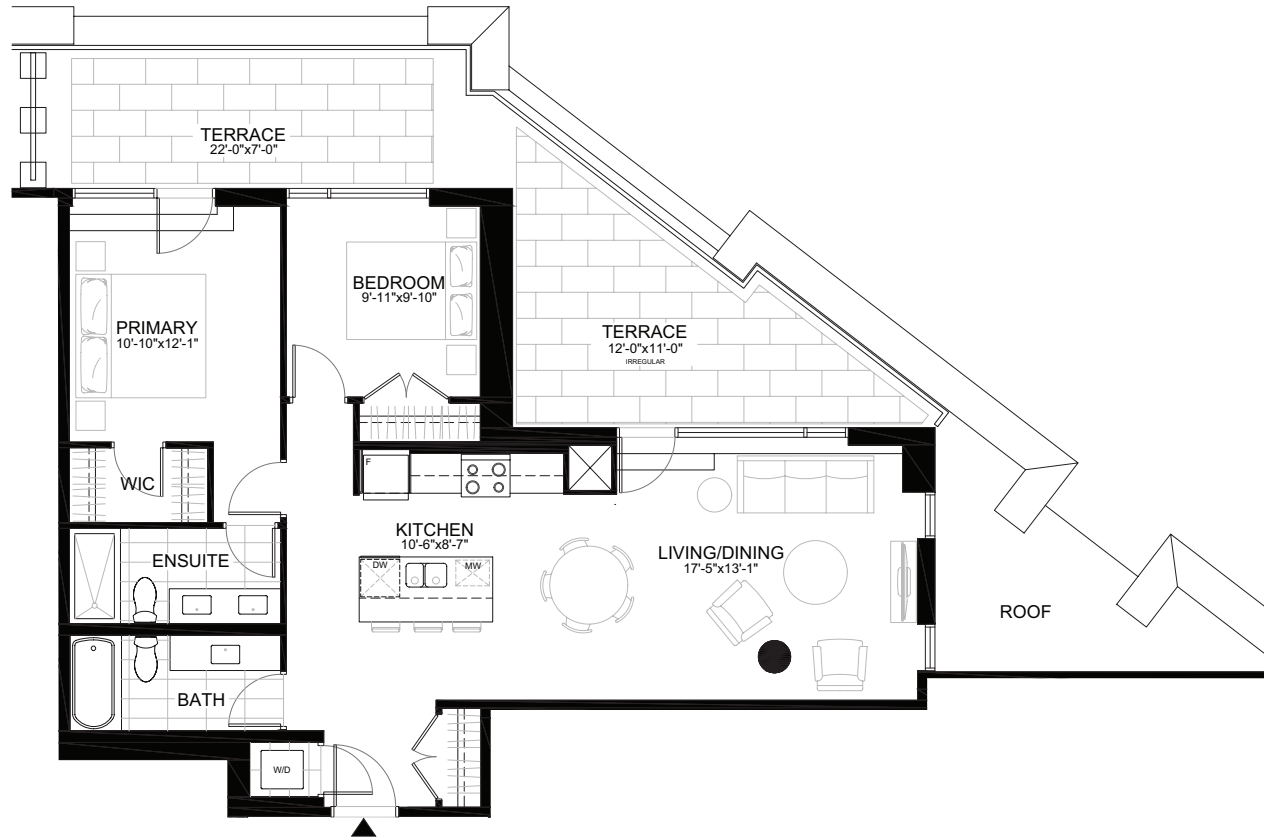 TERRACE
22'-0"x7'-0"
BEDROOM
9'-11"x9'-10"
PRIMARY
10'-10"x12'-1"
TERRACE
12'-0"x11'-0"
IRREGULAR
WIC
F
KITCHEN
10'-6"x8'-7"
ENSUITE
DW
MW
LIVING/DINING
17'-5"x13'-1"
ROOF
BATH
W/D